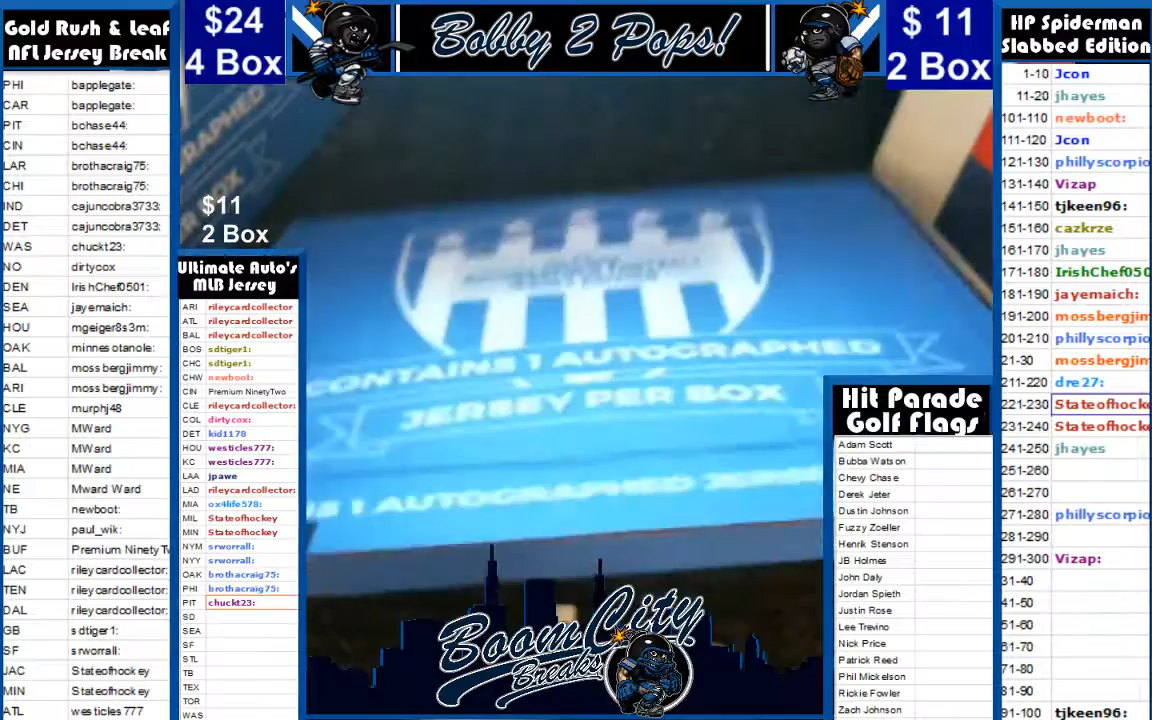 Gold Rush & Leaf
NFL Jersey Break
PHI bapplegate:
CAR bapplegate:
PIT bchase44:
CIN bchase44:
LAR brothacraig75:
CHI brothacraig75:
IND cajuncobra3733:
DET cajuncobra3733:
WAS chuckt23:
NO dirtycox
DEN IrishChef0501:
SEA jayemaich:
HOU mgeiger8s3m:
OAK minnesotanole:
BAL mossbergjimmy:
ARI mossbergjimmy:
CLE murphj48
NYG MWard
KC MWard
MIA MWard
NE Mward Ward
TB newboot:
NYJ paul_wik:
BUF Premium Ninety Tw
LAC rileycardcollector:
TEN rileycardcollector:
DAL rileycardcollector:
GB sdtiger1:
SF srworrall:
JAC Stateofhockey
MIN Stateofhockey
ATL westicles777
$24
4 Box
Bobby 2 Pops!
$ 11
2 Box
$11
2 Box
Ultimate Auto's
MLB Jersey
ARI rileycardcollector
ATL rileycardcollector
BAL rileycardcollector
BOS sdtiger1:
CHC sdtiger1:
CHW newboot:
CIN Premium NinetyTwo
CLE rileycardcollector:
COL dirtycox:
DET kid1178
HOU westicles777:
KC westicles777:
LAA jpawe
LAD rileycardcollector:
MIA ox4life578:
MIL Stateofhockey
MIN Stateofhockey
NYM srworrall:
NYY srworrall:
OAK brothacraig75:
PHI brothacraig75:
PIT chuckt23:
SD
SEA
SF
STL
TB
TEX
TOR
WAS
CONTAINS 1 AUTOGRAPHED
JERSEY PER BOX
1 AUTOGRAPHED
Boom City
Breaks
Hit Parade
Golf Flags
Adam Scott
Bubba Watson
Chevy Chase
Derek Jeter
Dustin Johnson
Fuzzy Zoeller
Henrik Stenson
JB Holmes
John Daly
Jordan Spieth
Justin Rose
Lee Trevino
Nick Price
Patrick Reed
Phil Mickelson
Rickie Fowler
Zach Johnson
HP Spiderman
Slabbed Edition
1-10 Jcon
11-20 jhayes
101-110 newboot:
111-120 Jcon
121-130 phillyscorpio
131-140 Vizap
141-150 tjkeen96:
151-160 cazkrze
161-170 jhayes
171-180 IrishChef050
181-190 jayemaich:
191-200 mossbergjim
201-210 phillyscorpio
21-30 mossbergjim
211-220 dre27:
221-230 Stateofhocke
231-240 Stateofhocke
241-250 jhayes
251-260
261-270
271-280 phillyscorpio
281-290
291-300 Vizap:
31-40
41-50
51-60
61-70
71-80
81-90
91-100 tjkeen96: